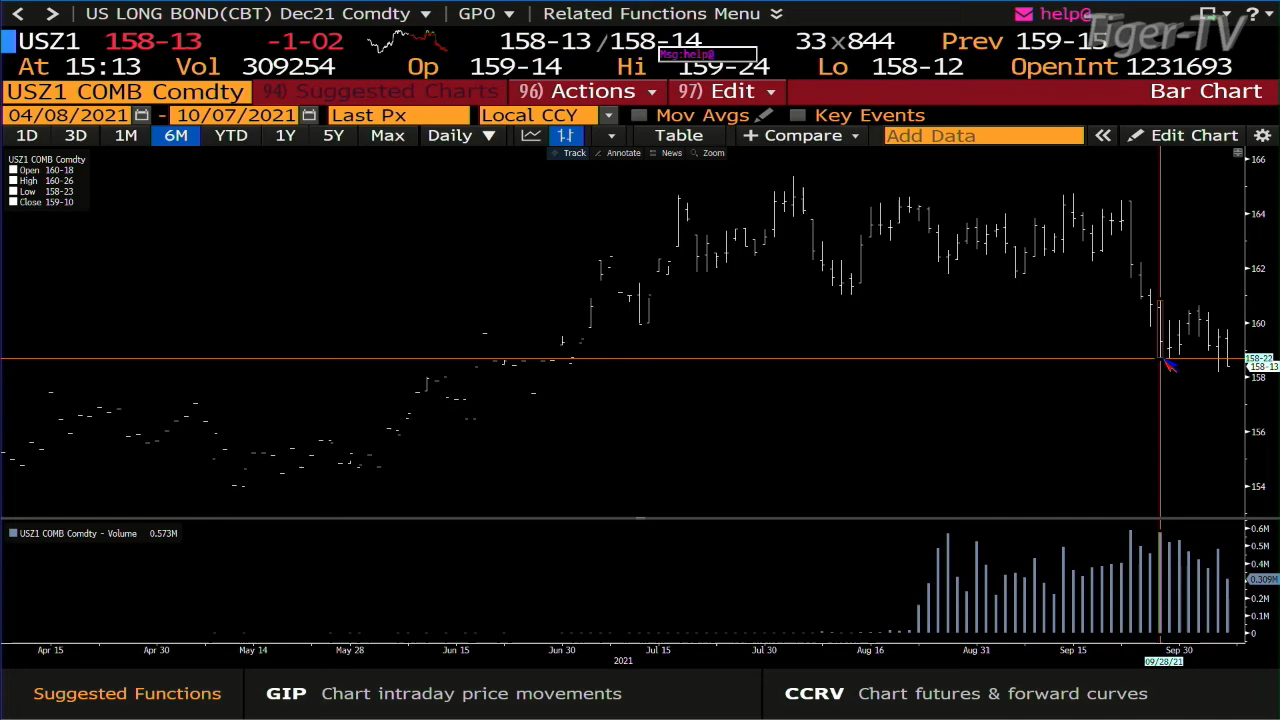 US LONG BOND(CBT) Dec21 Comdty GPO Related Functions Menu help@ ?
Tiger-TV
USZ1 158-13 -1-02 158-13/158-14 33x844 Prev 159-15
Msg:help@
At 15:13 Vol 309254 Op 159-14 Hi 159-24 Lo 158-12 OpenInt 1231693
USZ1 COMB Comdty 94) Suggested Charts 96) Actions 97) Edit Bar Chart
04/08/2021 - 10/07/2021 Last Px Local CCY Mov Avgs Key Events
1D 3D 1M 6M YTD 1Y 5Y Max Daily Table + Compare Add Data Edit Chart
Track Annotate News Zoom
USZ1 COMB Comdty
Open 160-18
High 160-26
Low 158-23
Close 159-10
166
164
162
160
158-22
158-13
158
156
154
USZ1 COMB Comdty - Volume 0.573M
0.6M
0.5M
0.4M
0.309M
0.2M
0.1M
0
Apr 15 Apr 30 May 14 May 28 Jun 15 Jun 30 Jul 15 Jul 30 Aug 16 Aug 31 Sep 15 Sep 30
2021 09/28/21
Suggested Functions GIP Chart intraday price movements CCRV Chart futures & forward curves